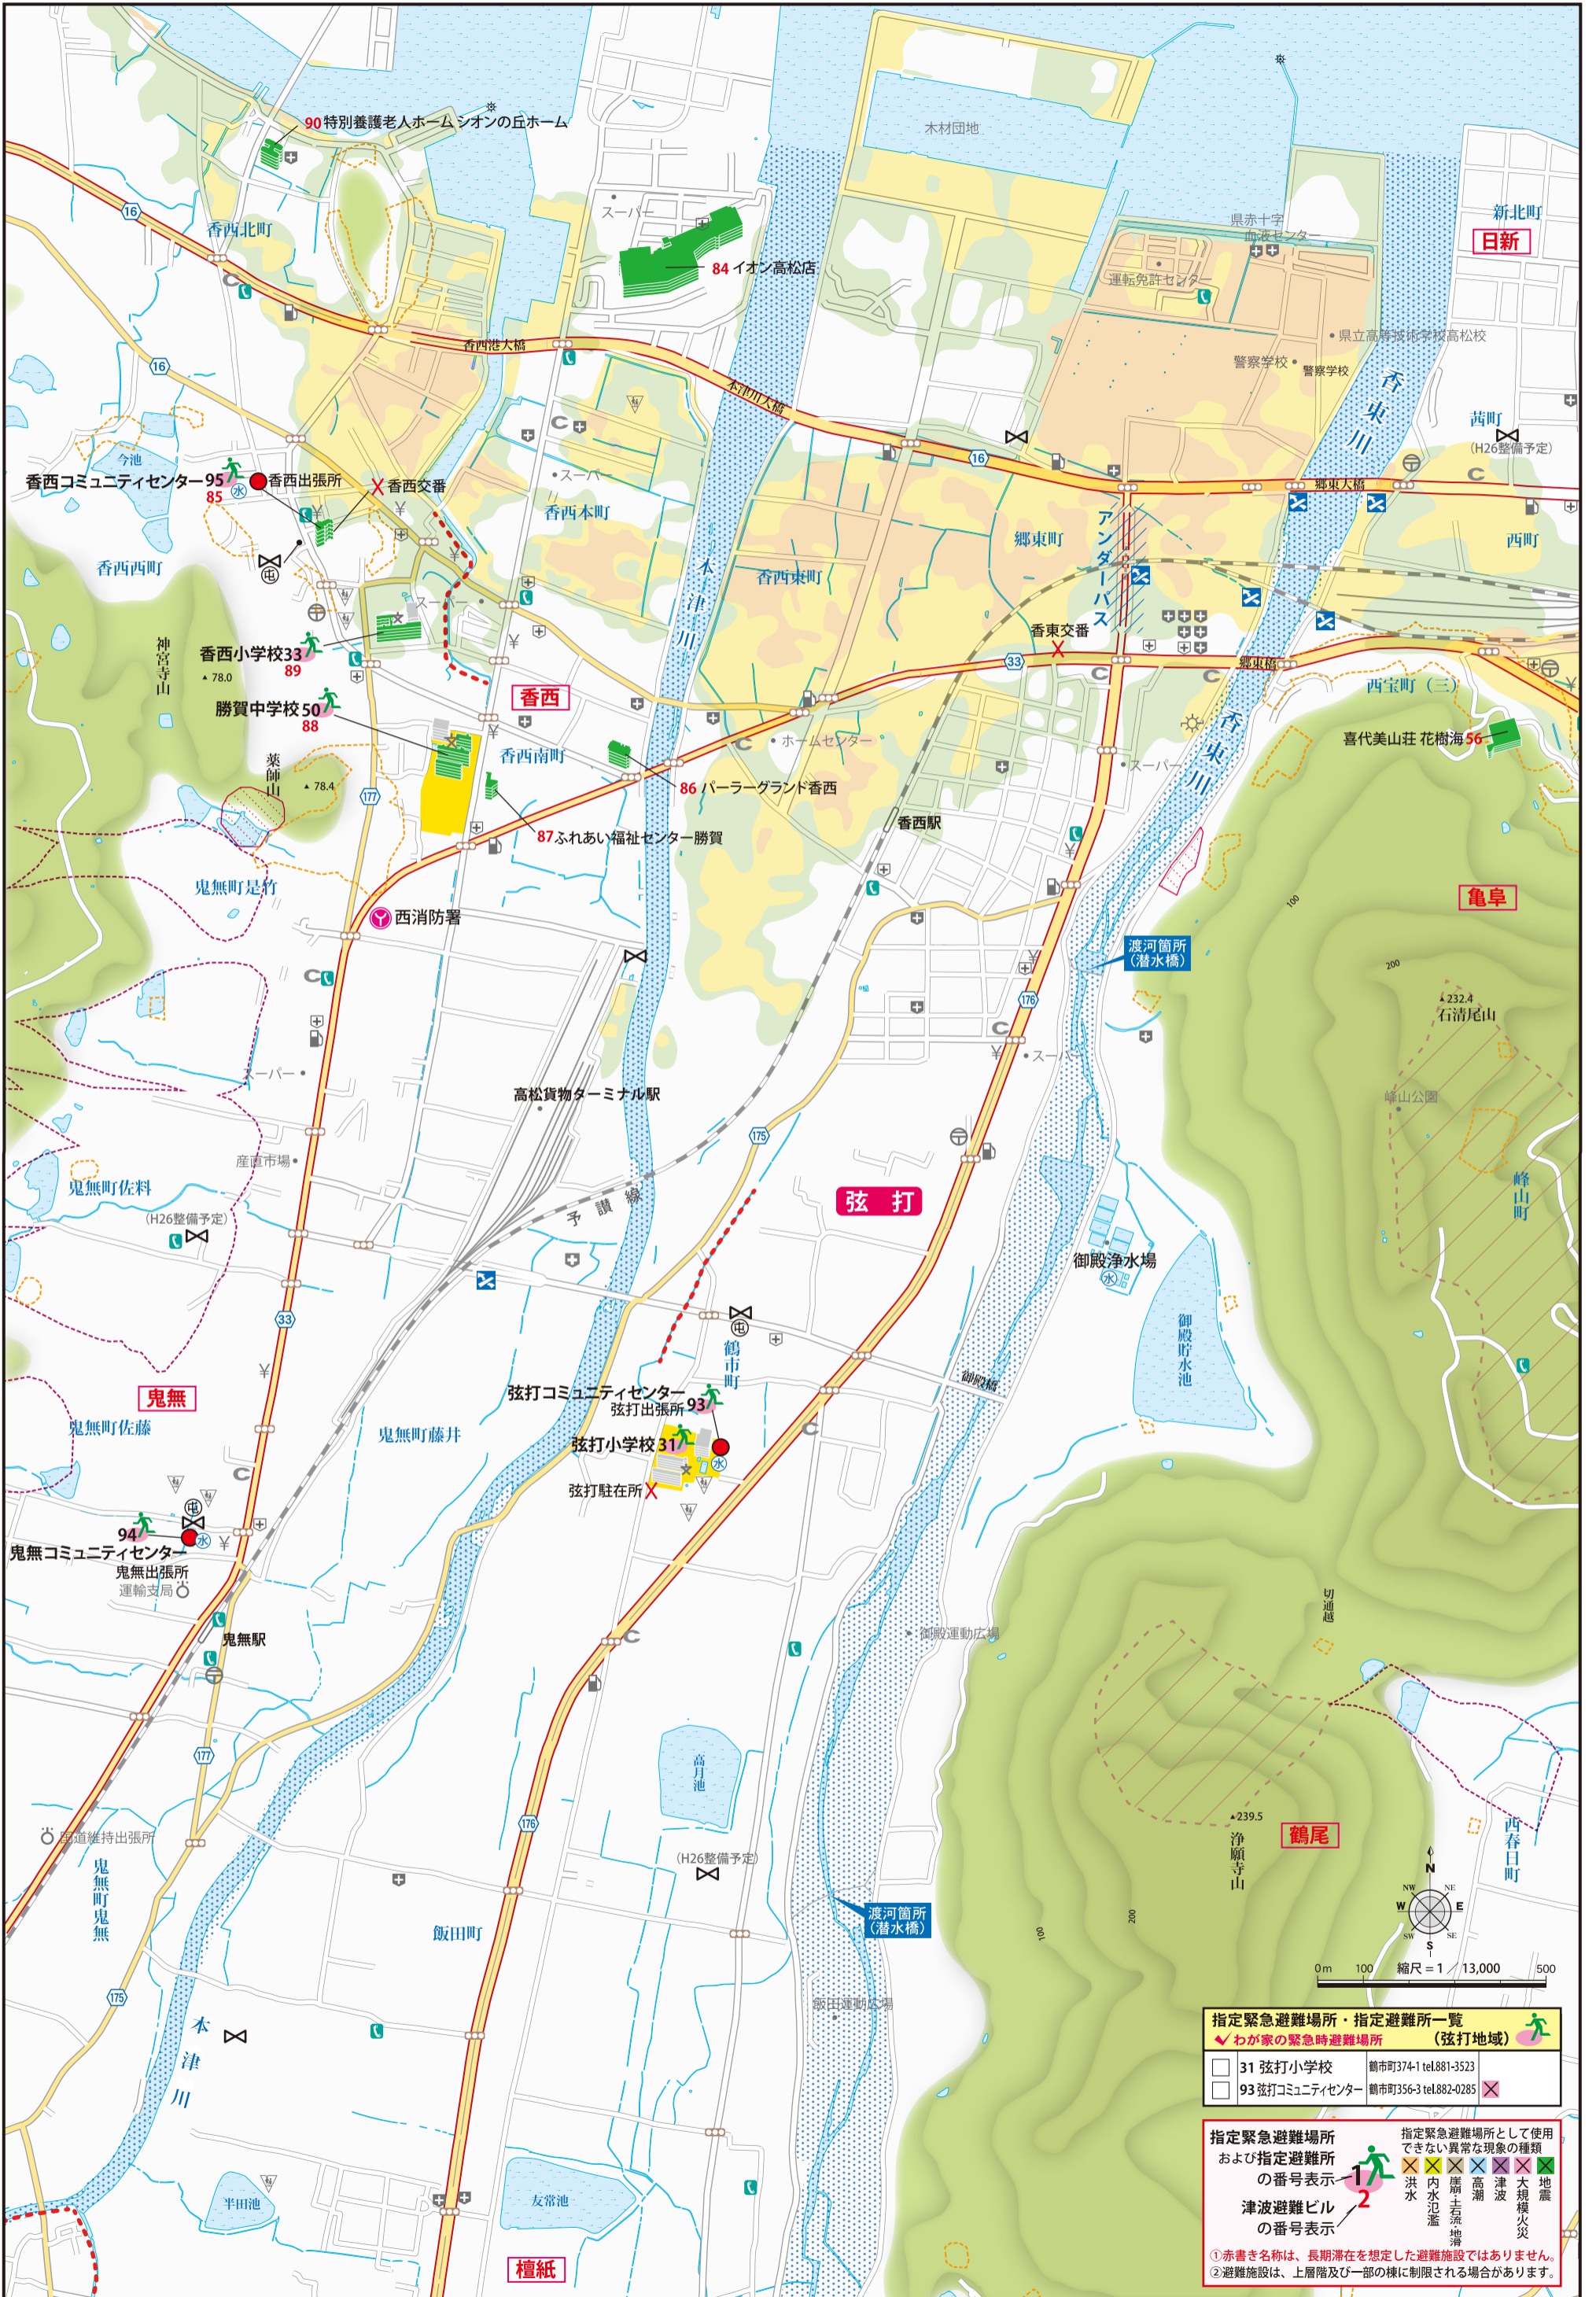 90 特別養護老人ホーム シオンの丘ホーム
木材団地
16
香西北町
スーパー
84 イオン高松店
県赤十字
血液センター
運転免許センター
新北町
日新
香西港大橋
本津川大橋
県立高等技術学校高松校
警察学校
警察学校
香東川
茜町
(H26整備予定)
16
今池
香西コミュニティセンター95
85
水
香西出張所
香西交番
スーパー
香西本町
16
郷東大橋
郷東町
アンダーパス
西町
香西西町
屯
香西東町
本津川
スーパー
神宮寺山
78.0
香西小学校33
89
香東交番
33
郷東橋
西宝町（三）
勝賀中学校50
88
香西
香西南町
ホームセンター
スーパー
香東川
喜代美山荘 花樹海56
薬師山
78.4
177
86 パーラーグランド香西
87ふれあい福祉センター勝賀
香西駅
鬼無町是竹
西消防署
亀阜
100
渡河箇所
（潜水橋）
200
232.4
石清尾山
176
スーパー
スーパー
高松貨物ターミナル駅
峰山公園
175
産直市場
鬼無町佐料
(H26整備予定)
予讃線
弦打
峰山町
御殿浄水場
水
33
屯
鶴市町
御殿貯水池
御殿橋
鬼無
鬼無町佐藤
鬼無町藤井
弦打コミュニティセンター
弦打出張所 93
弦打小学校 31
水
弦打駐在所
屯
94
水
鬼無コミュニティセンター
鬼無出張所
運輸支局
鬼無駅
切通越
御殿運動広場
177
高月池
176
239.5
浄願寺山
鶴尾
西春日町
国道維持出張所
鬼無町鬼無
(H26整備予定)
渡河箇所
（潜水橋）
飯田町
100
200
N
NW
NE
W
E
SW
SE
S
0m 100 縮尺＝1／13,000 500
175
本津川
飯田運動広場
指定緊急避難場所・指定避難所一覧
わが家の緊急時避難場所 （弦打地域）
31 弦打小学校 鶴市町374-1 tel.881-3523
93 弦打コミュニティセンター 鶴市町356-3 tel.882-0285
半田池
友常池
檀紙
指定緊急避難場所
および指定避難所
の番号表示
1
2
津波避難ビル
の番号表示
指定緊急避難場所として使用
できない異常な現象の種類
洪水
内水氾濫
崖崩・土石流・地滑
高潮
津波
大規模火災
地震
①赤書き名称は、長期滞在を想定した避難施設ではありません。
②避難施設は、上層階及び一部の棟に制限される場合があります。